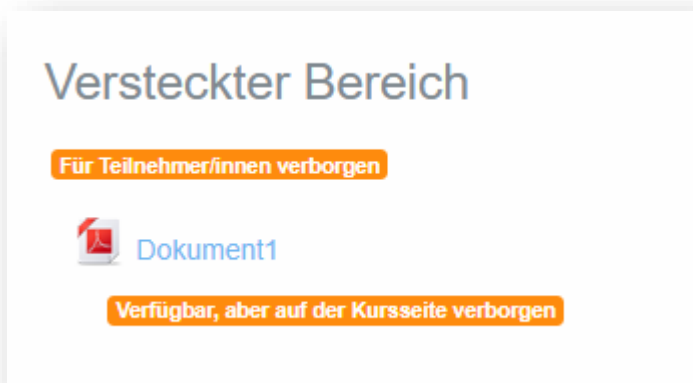 Versteckter Bereich
Für Teilnehmer/innen verborgen
Dokument1
Verfügbar, aber auf der Kursseite verborgen